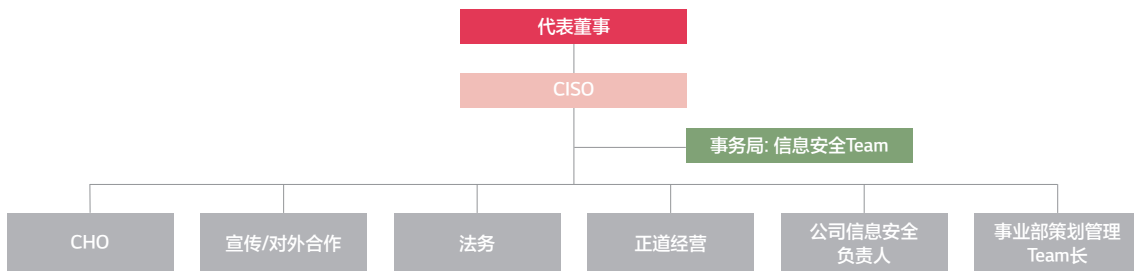 代表董事
CISO
事务局: 信息安全Team
CHO
宣传/对外合作
法务
正道经营
公司信息安全
负责人
事业部策划管理
Team长